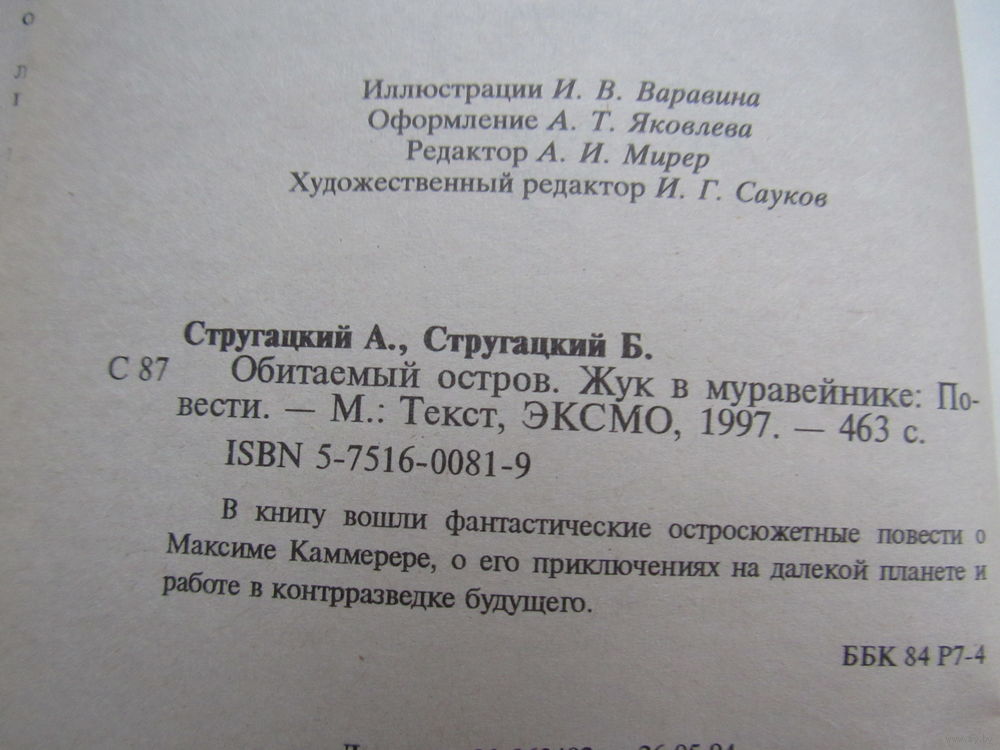 Иллюстрации И. В. Варавина
Оформление А. Т. Яковлева
Редактор А. И. Мирер
Художественный редактор И. Г. Сауков
Стругацкий А., Стругацкий Б.
С 87 Обитаемый остров. Жук в муравейнике: По-
вести. — М.: Текст, ЭКСМО, 1997. — 463 с.
ISBN 5-7516-0081-9
В книгу вошли фантастические остросюжетные повести о
Максиме Каммерере, о его приключениях на далекой планете и
работе в контрразведке будущего.
ББК 84 Р7-4